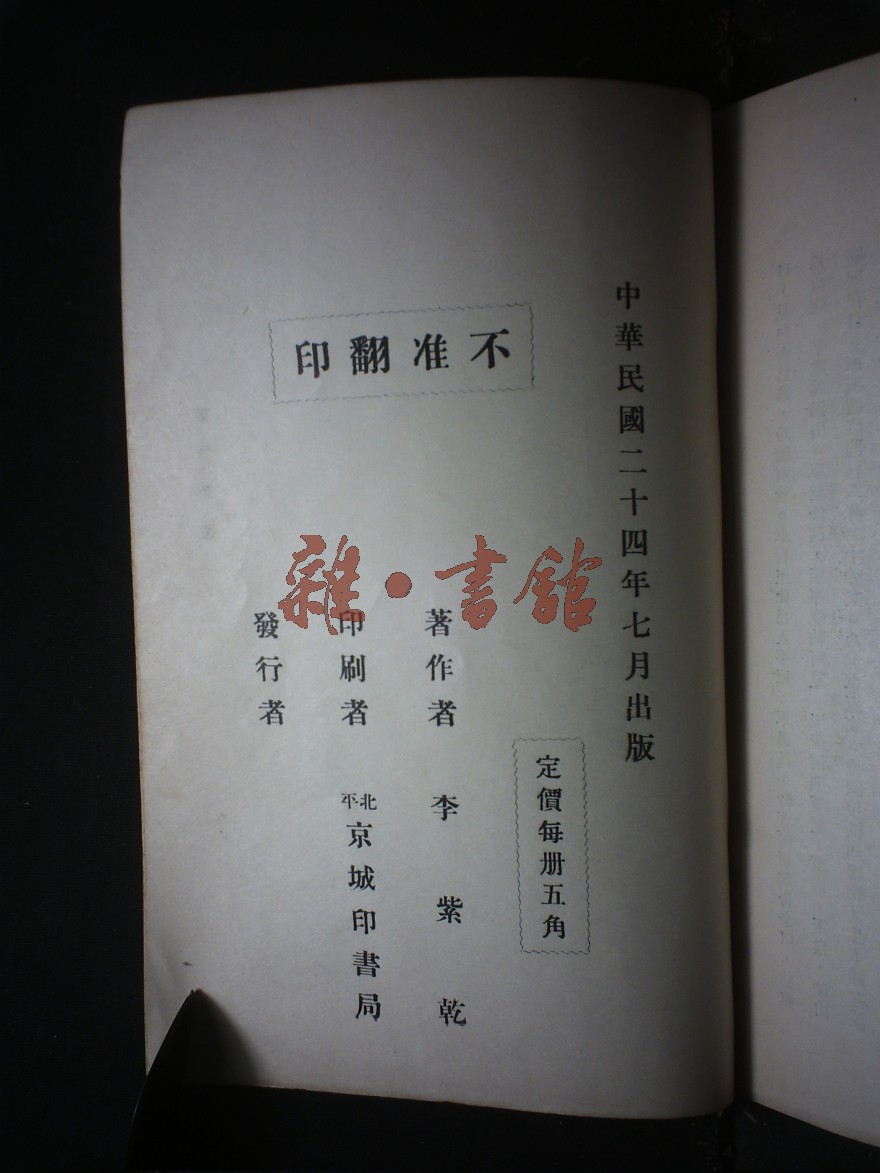 中華民國二十四年七月出版
定價每册五角
不准翻印
著作者 李紫乾
印刷者 北平京城印書局
發行者
雜·書館